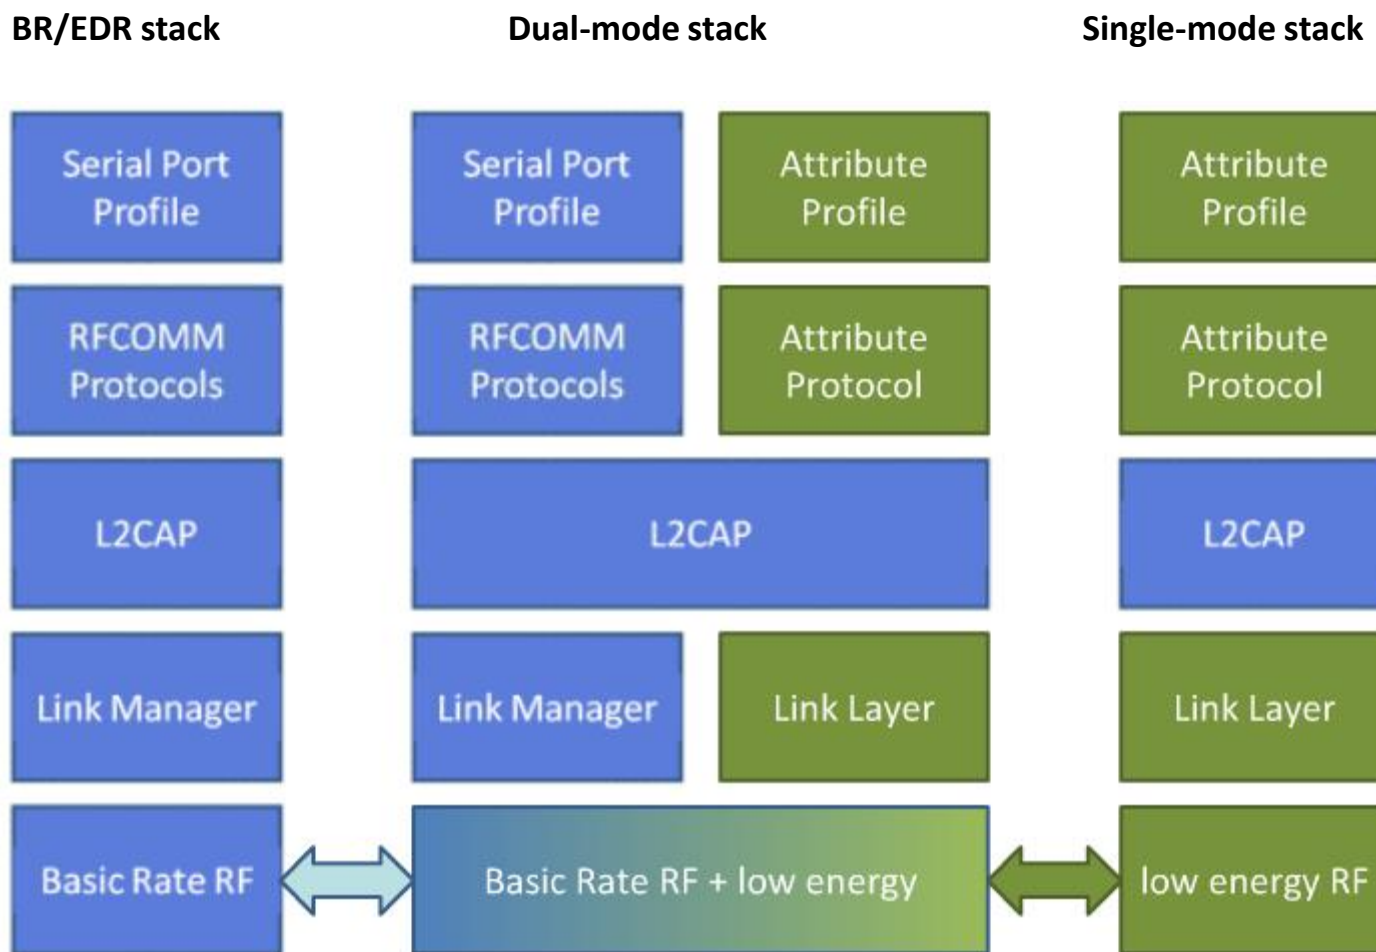 BR/EDR stack
Dual-mode stack
Single-mode stack
Serial Port
Profile
Serial Port
Profile
Attribute
Profile
Attribute
Profile
RFCOMM
Protocols
RFCOMM
Protocols
Attribute
Protocol
Attribute
Protocol
L2CAP
L2CAP
L2CAP
Link Manager
Link Manager
Link Layer
Link Layer
Basic Rate RF
Basic Rate RF + low energy
low energy RF